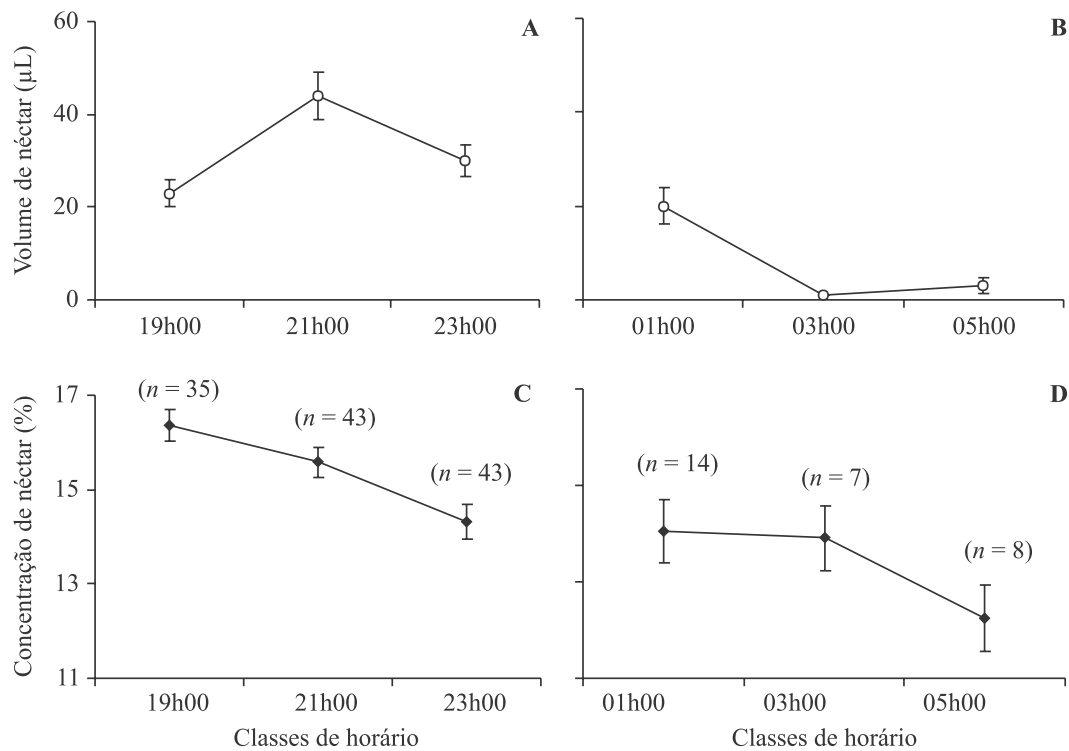 60
A
B
Volume de néctar (µL)
40
20
0
19h00 21h00 23h00
01h00 03h00 05h00
17
(n = 35)
C
D
(n = 43)
(n = 43)
(n = 14)
(n = 7)
(n = 8)
Concentração de néctar (%)
15
13
11
19h00 21h00 23h00
01h00 03h00 05h00
Classes de horário
Classes de horário